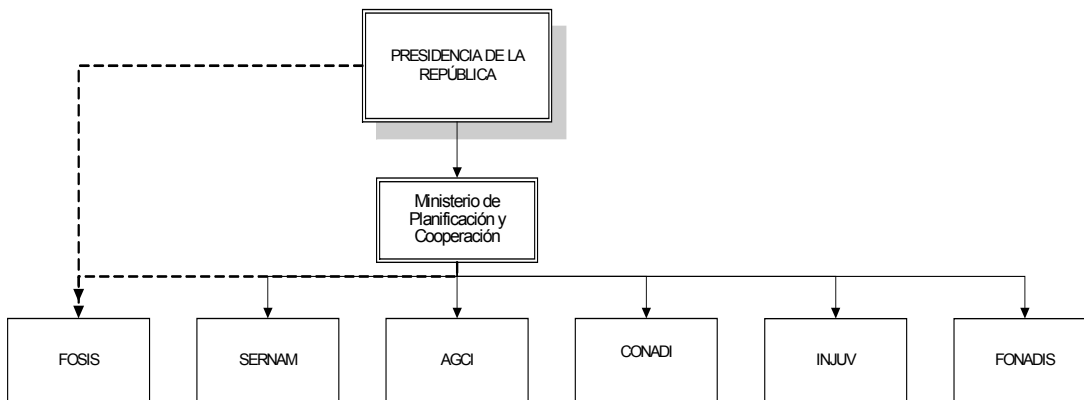 PRESIDENCIA DE LA
REPÚBLICA
Ministerio de
Planificación y
Cooperación
FOSIS
SERNAM
AGCI
CONADI
INJUV
FONADIS